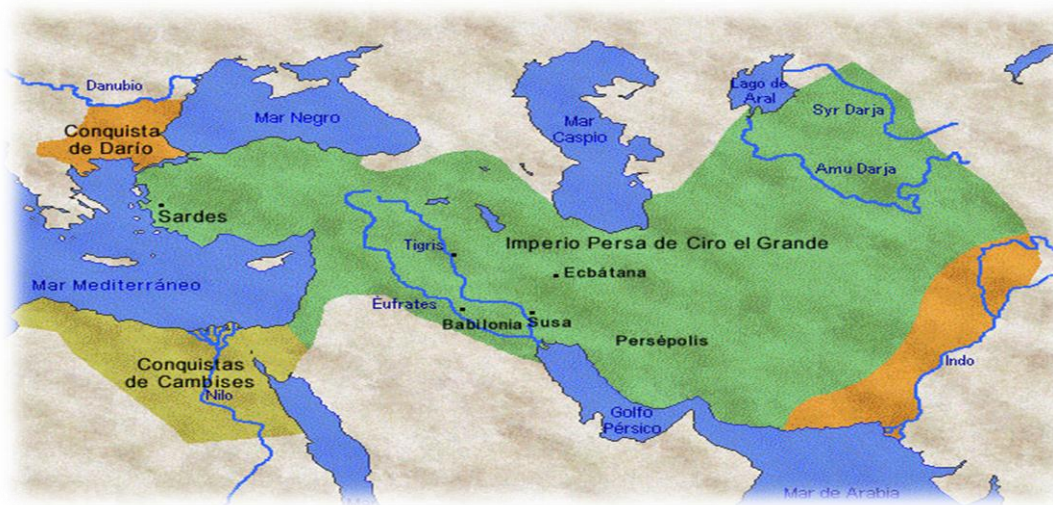 Danubio
Mar Negro
Conquista
de Darío
Sardes
Mar Mediterráneo
Mar
Caspio
Lago de
Aral
Syr Darja
Amu Darja
Tigris
Imperio Persa de Ciro el Grande
Ecbátana
Éufrates
Babilonia
Susa
Persépolis
Conquistas
de Cambises
Nilo
Golfo
Pérsico
Indo
Mar de Arabia